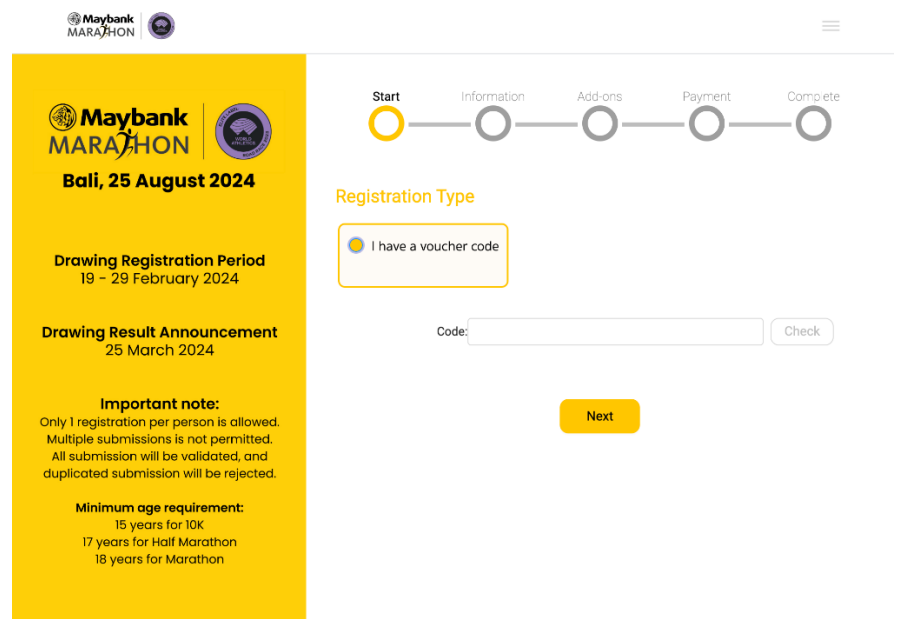 Maybank
MARATHON
Maybank
MARATHON
WORLD
ATHLETICS
Bali, 25 August 2024
Drawing Registration Period
19 - 29 February 2024
Drawing Result Announcement
25 March 2024
Important note:
Only 1 registration per person is allowed.
Multiple submissions is not permitted.
All submission will be validated, and
duplicated submission will be rejected.
Minimum age requirement:
15 years for 10K
17 years for Half Marathon
18 years for Marathon
Start Information Add-ons Payment Complete
Registration Type
I have a voucher code
Code: Check
Next